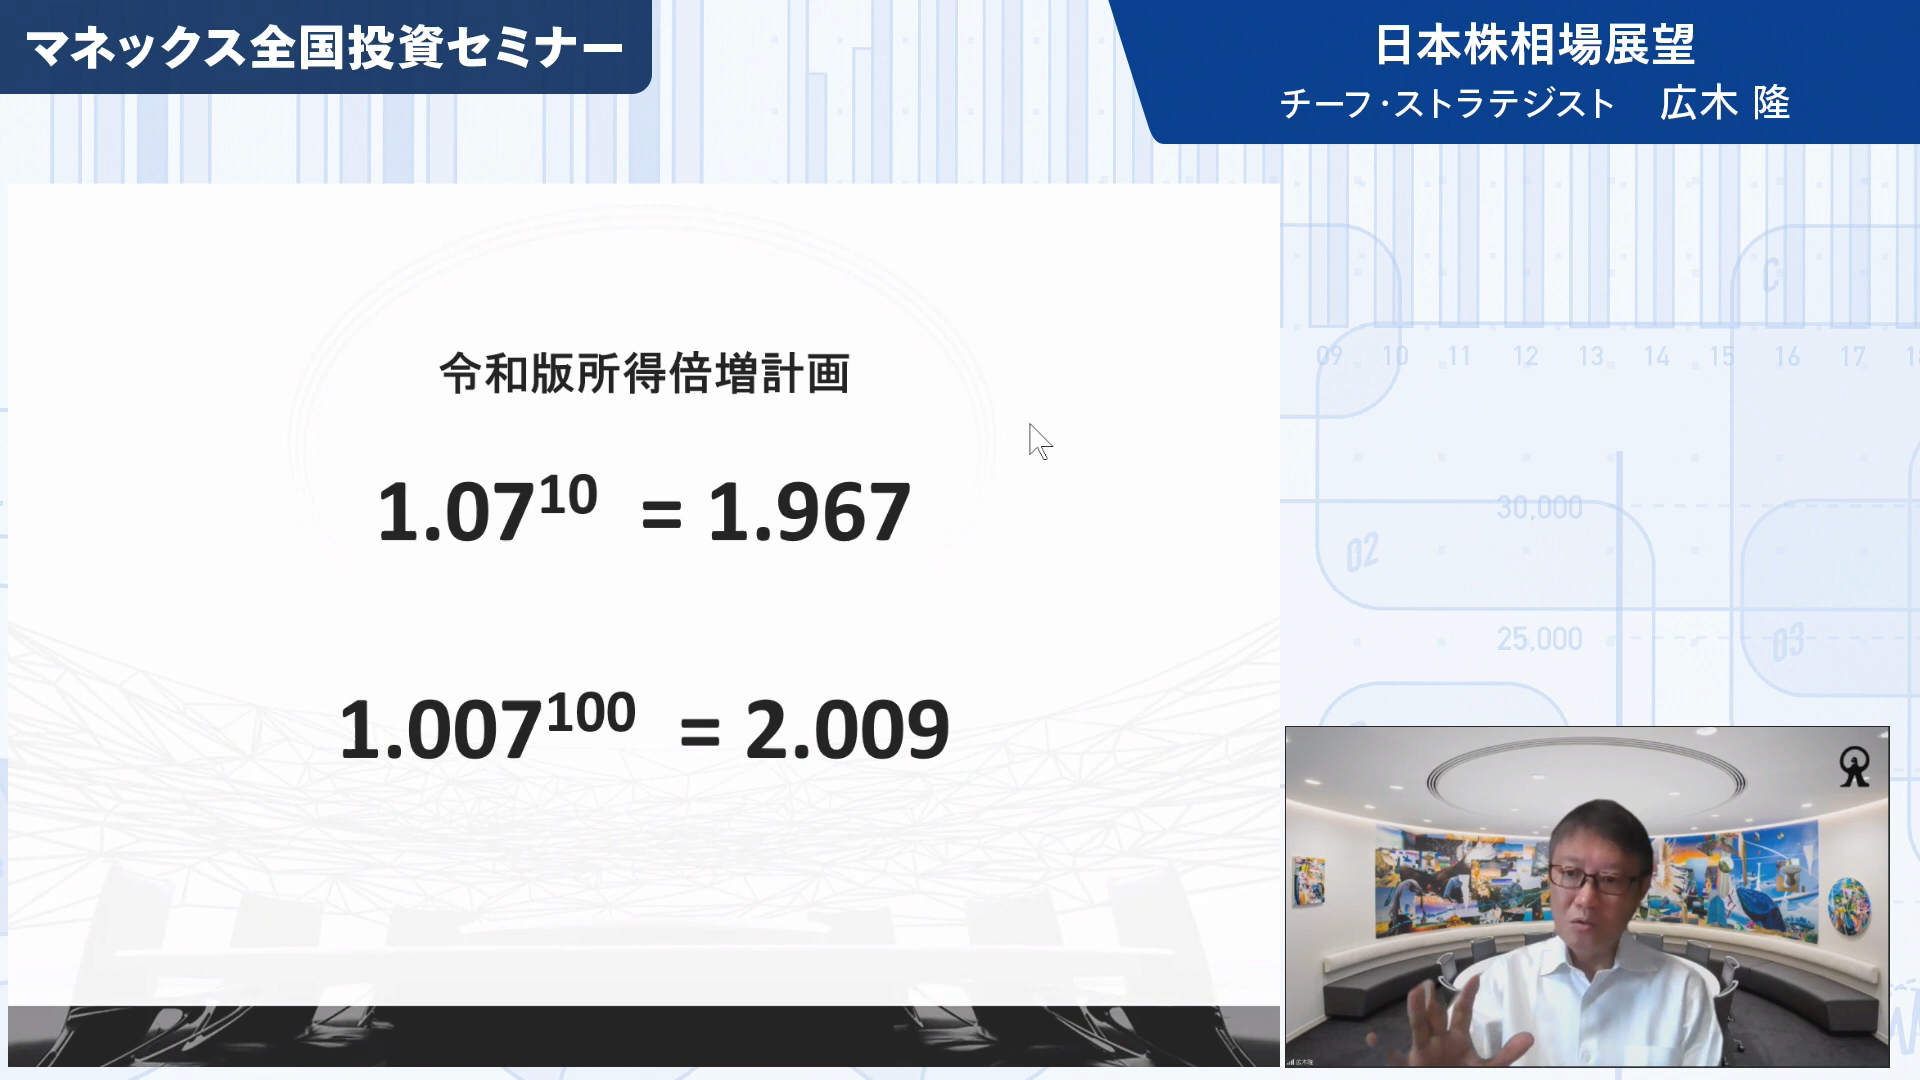 マネックス全国投資セミナー
日本株相場展望
チーフ・ストラテジスト 広木 隆
令和版所得倍増計画
1.07¹⁰ = 1.967
1.007¹⁰⁰ = 2.009
C
09 10 11 12 13 14 15 16 17
30,000
02
25,000
03
広木隆